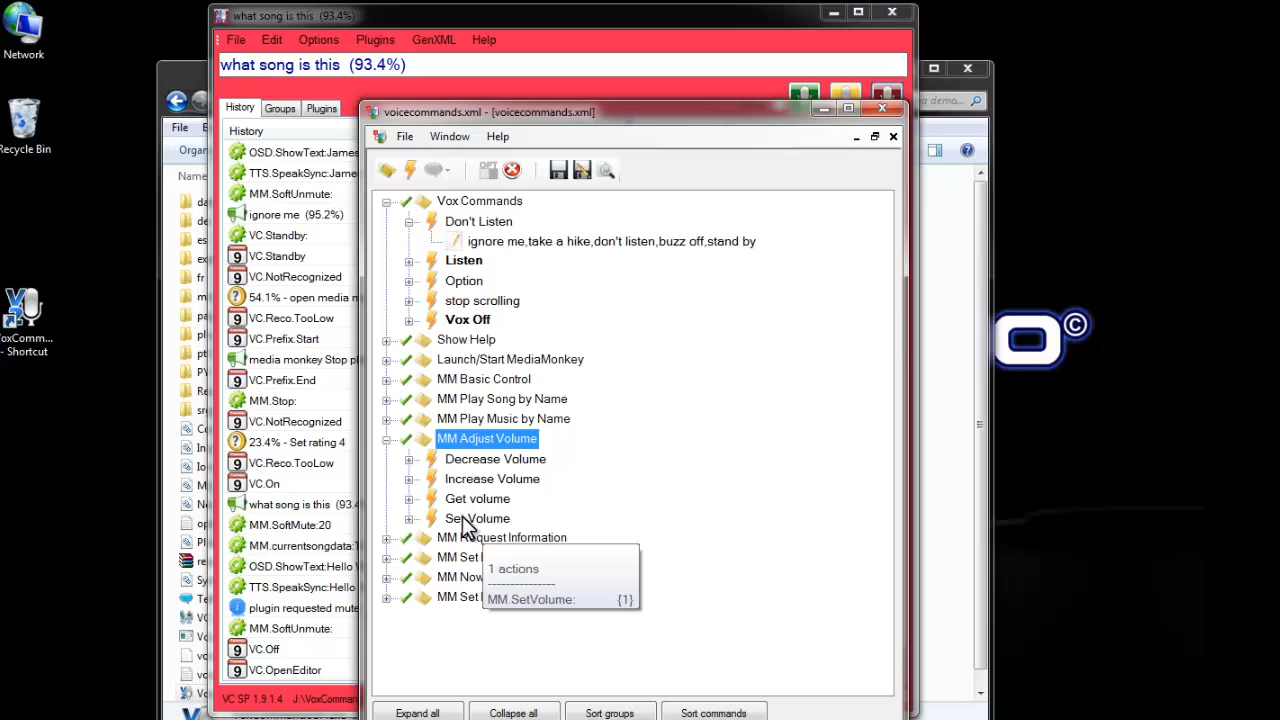 what song is this (93.4%)
File Edit Options Plugins GenXML Help
what song is this (93.4%)
Network
Recycle Bin
VoxComm...
- Shortcut
File
Organ
Name
a demo...
History Groups Plugins
History
OSD.ShowText:James
TTS.SpeakSync:James
MM.SoftUnmute:
ignore me (95.2%)
VC.Standby:
VC.Standby
VC.NotRecognized
54.1% - open media m
VC.Reco.TooLow
VC.Prefix.Start
media monkey Stop pl
VC.Prefix.End
MM.Stop:
VC.NotRecognized
23.4% - Set rating 4
VC.Reco.TooLow
VC.On
what song is this (93.4
MM.SoftMute:20
MM.currentsongdata:T
OSD.ShowText:Hello W
TTS.SpeakSync:Hello
plugin requested mute
MM.SoftUnmute:
VC.Off
VC.OpenEditor
VC SP 1.9.1.4 J:\VoxComman
voicecommands.xml - [voicecommands.xml]
File Window Help
OPT
Vox Commands
Don't Listen
ignore me,take a hike,don't listen,buzz off,stand by
Listen
Option
stop scrolling
Vox Off
Show Help
Launch/Start MediaMonkey
MM Basic Control
MM Play Song by Name
MM Play Music by Name
MM Adjust Volume
Decrease Volume
Increase Volume
Get volume
Set Volume
MM Request Information
MM Set
MM Now
MM Set
1 actions
---------------
MM.SetVolume: {1}
Expand all Collapse all Sort groups Sort commands
©